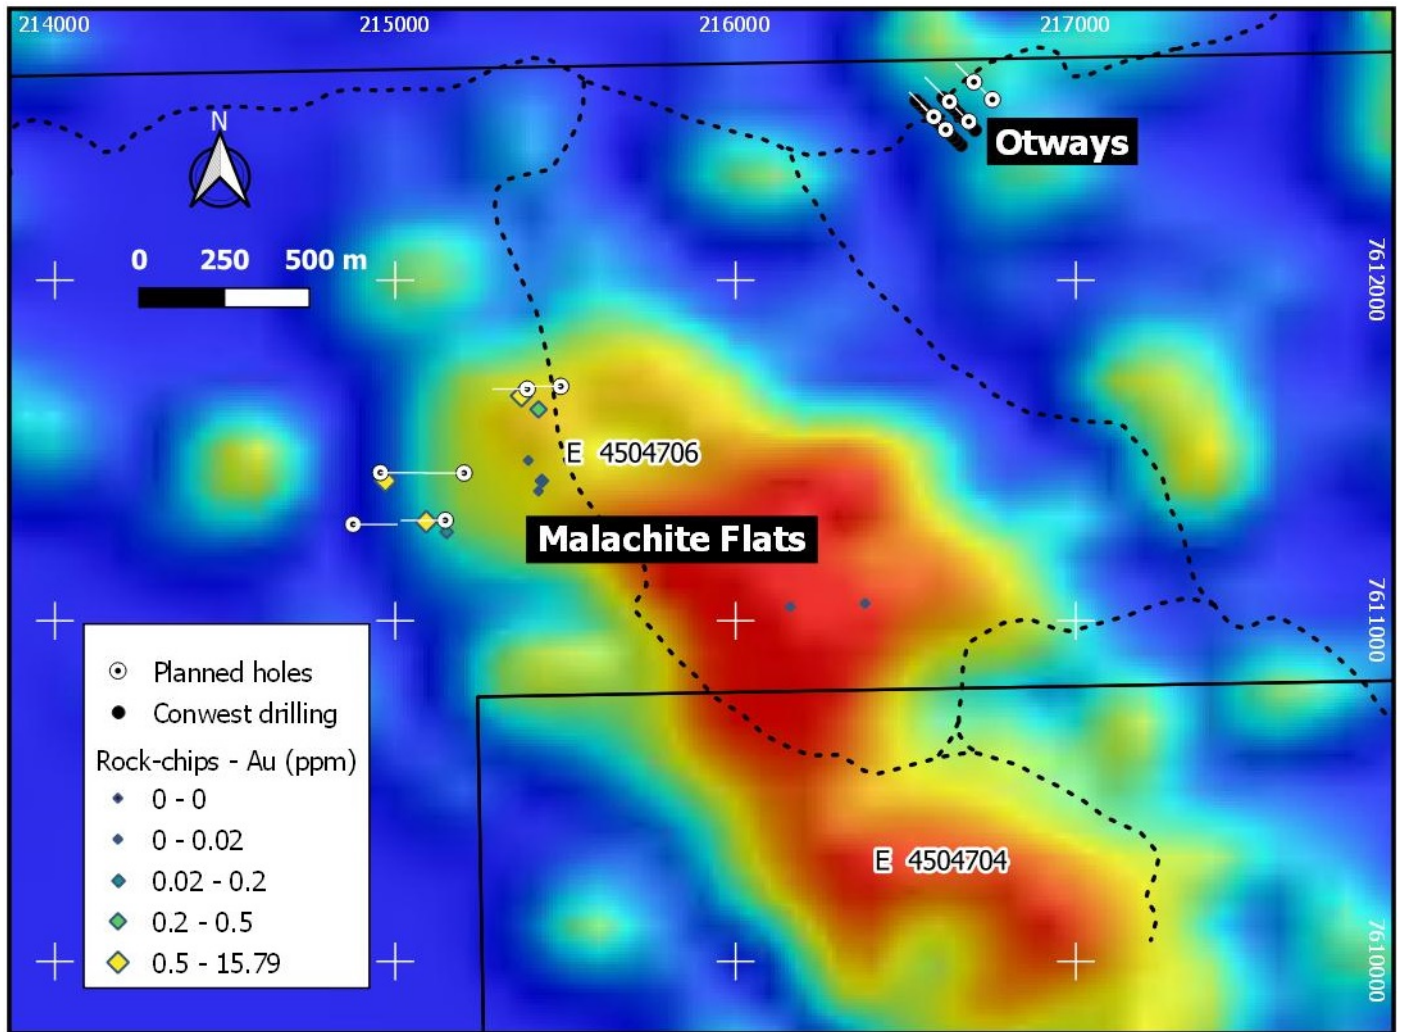 214000 215000 216000 217000
N
Otways
0 250 500 m
7612000
E 4504706
Malachite Flats
7611000
Planned holes
Conwest drilling
Rock-chips - Au (ppm)
0 - 0
0 - 0.02
0.02 - 0.2
0.2 - 0.5
0.5 - 15.79
E 4504704
7610000